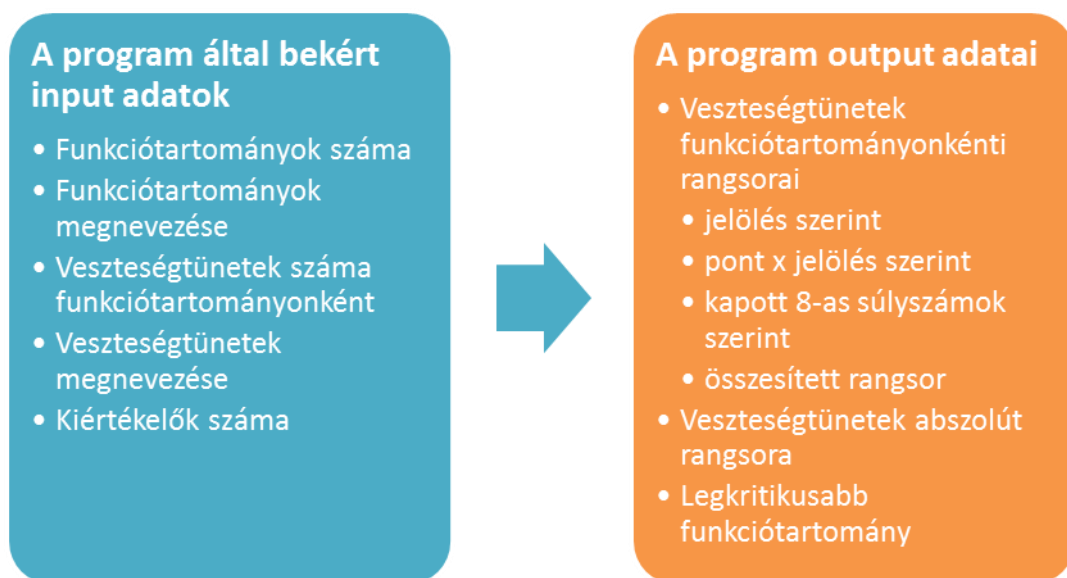 A program által bekért
input adatok
• Funkciótartományok száma
• Funkciótartományok
megnevezése
• Veszteségtünetek száma
funkciótartományonként
• Veszteségtünetek
megnevezése
• Kiértékelők száma
A program output adatai
• Veszteségtünetek
funkciótartományonkénti
rangsorai
• jelölés szerint
• pont x jelölés szerint
• kapott 8-as súlyszámok
szerint
• összesített rangsor
• Veszteségtünetek abszolút
rangsora
• Legkritikusabb
funkciótartomány